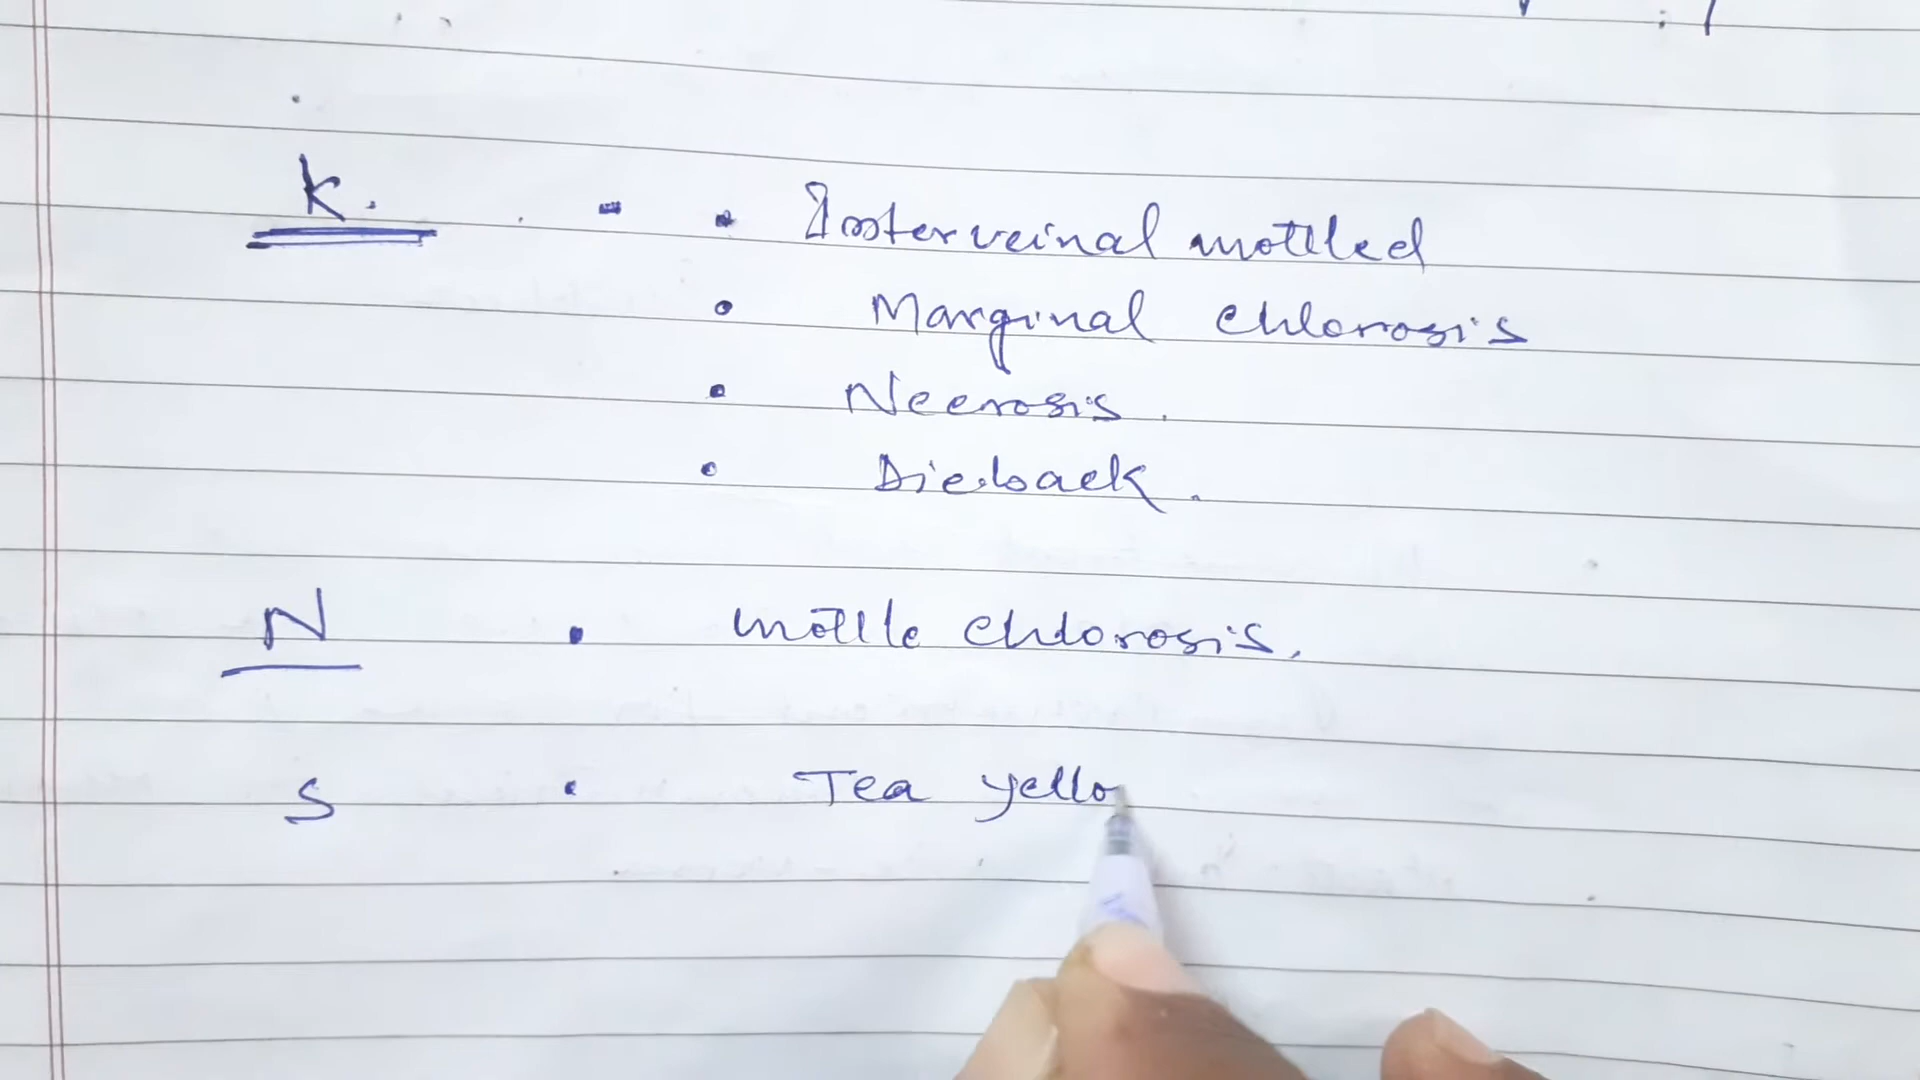 K. - • Interveinal mottled
• Marginal chlorosis
• Necrosis.
• Dieback.
N • Mottle chlorosis.
S • Tea yello